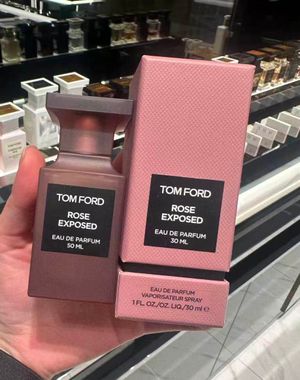 TOM FORD
ROSE
EXPOSED
EAU DE PARFUM
50 ML
TOM FORD
ROSE
EXPOSED
EAU DE PARFUM
30 ML
EAU DE PARFUM
VAPORISATEUR SPRAY
1 FL.OZ./OZ. LIQ./30 ml e